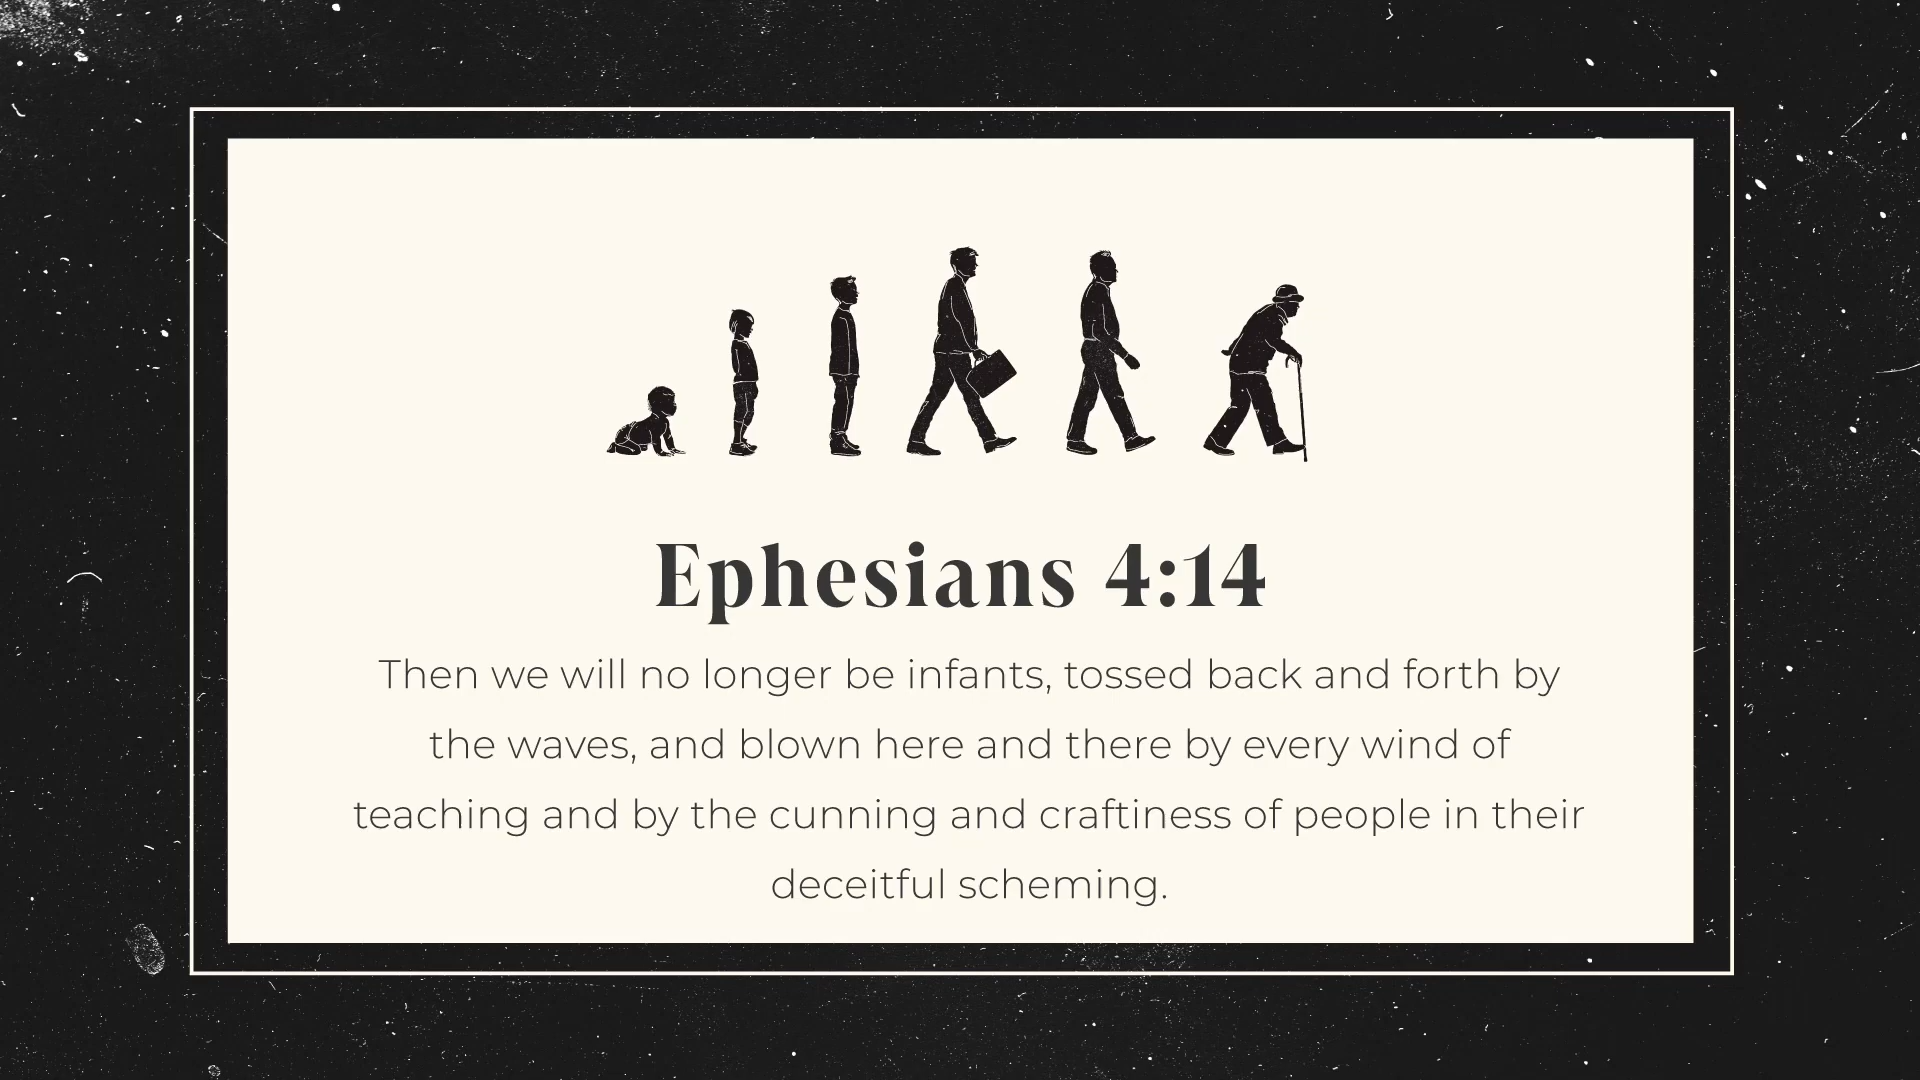 Ephesians 4:14
Then we will no longer be infants, tossed back and forth by
the waves, and blown here and there by every wind of
teaching and by the cunning and craftiness of people in their
deceitful scheming.